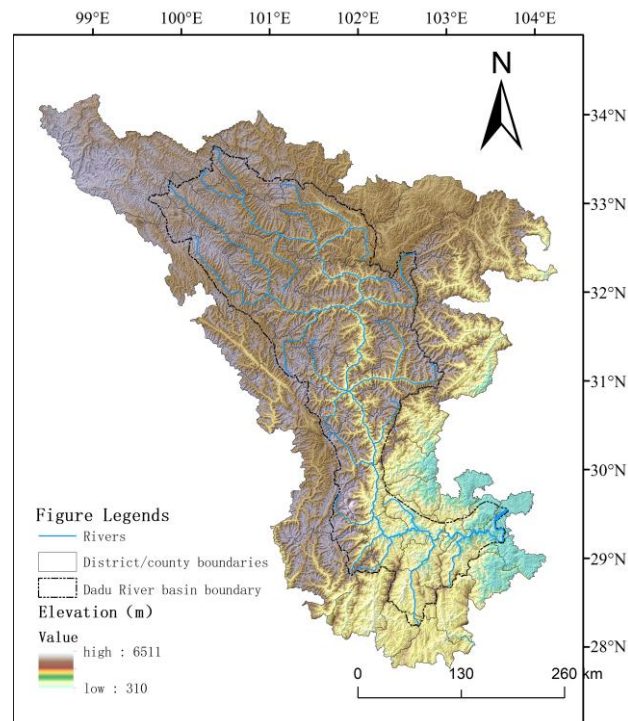 99°E 100°E 101°E 102°E 103°E 104°E
N
34°N
33°N
32°N
31°N
30°N
29°N
28°N
Figure Legends
Rivers
District/county boundaries
Dadu River basin boundary
Elevation (m)
Value
high : 6511
low : 310
0 130 260 km